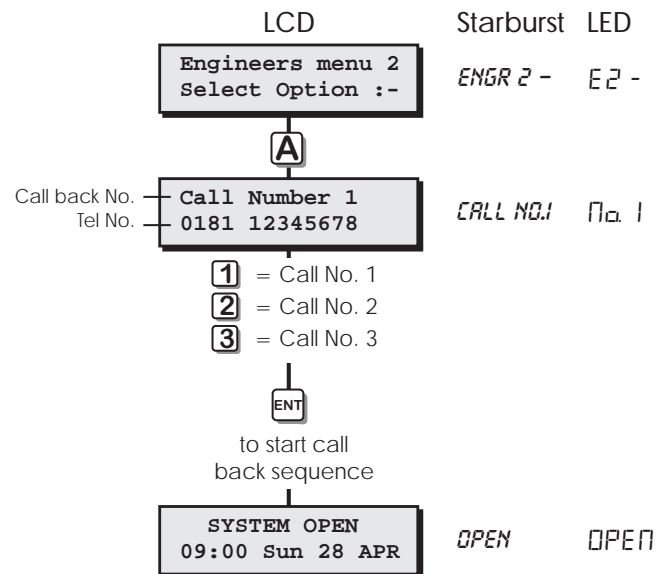 LCD Starburst LED
Engineers menu 2
Select Option :-
ENGR 2 - E2 -
A
Call back No.
Tel No.
Call Number 1
0181 12345678
CALL NO.1 No. 1
1 = Call No. 1
2 = Call No. 2
3 = Call No. 3
ENT
to start call
back sequence
SYSTEM OPEN
09:00 Sun 28 APR
OPEN OPEN